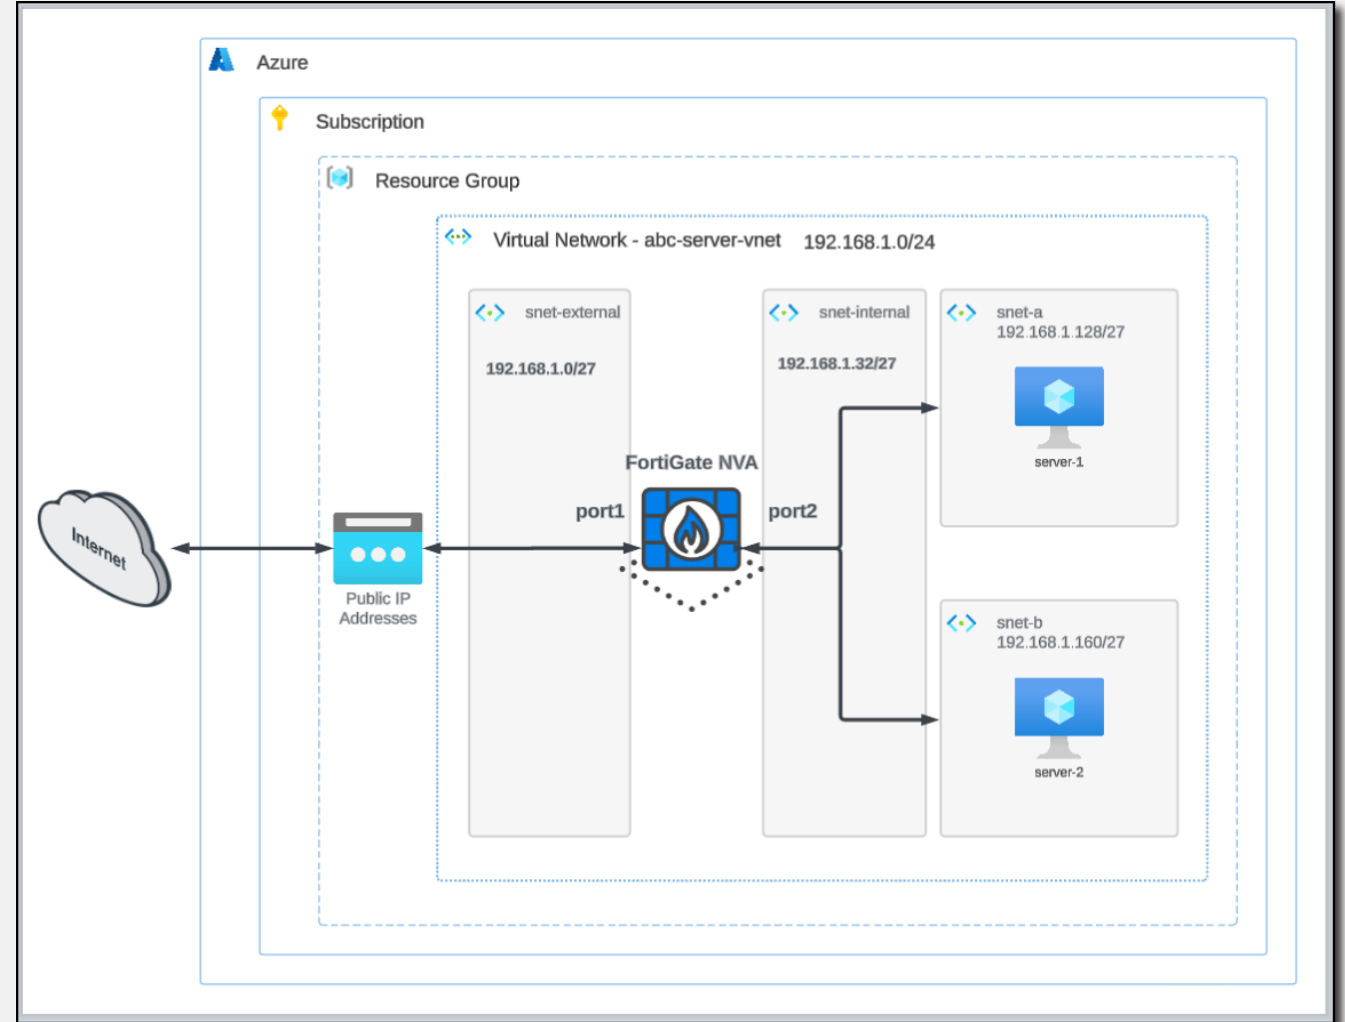 Azure
Subscription
Resource Group
Virtual Network - abc-server-vnet 192.168.1.0/24
snet-external
192.168.1.0/27
snet-internal
192.168.1.32/27
snet-a
192.168.1.128/27
server-1
FortiGate NVA
port1
port2
Internet
Public IP
Addresses
snet-b
192.168.1.160/27
server-2